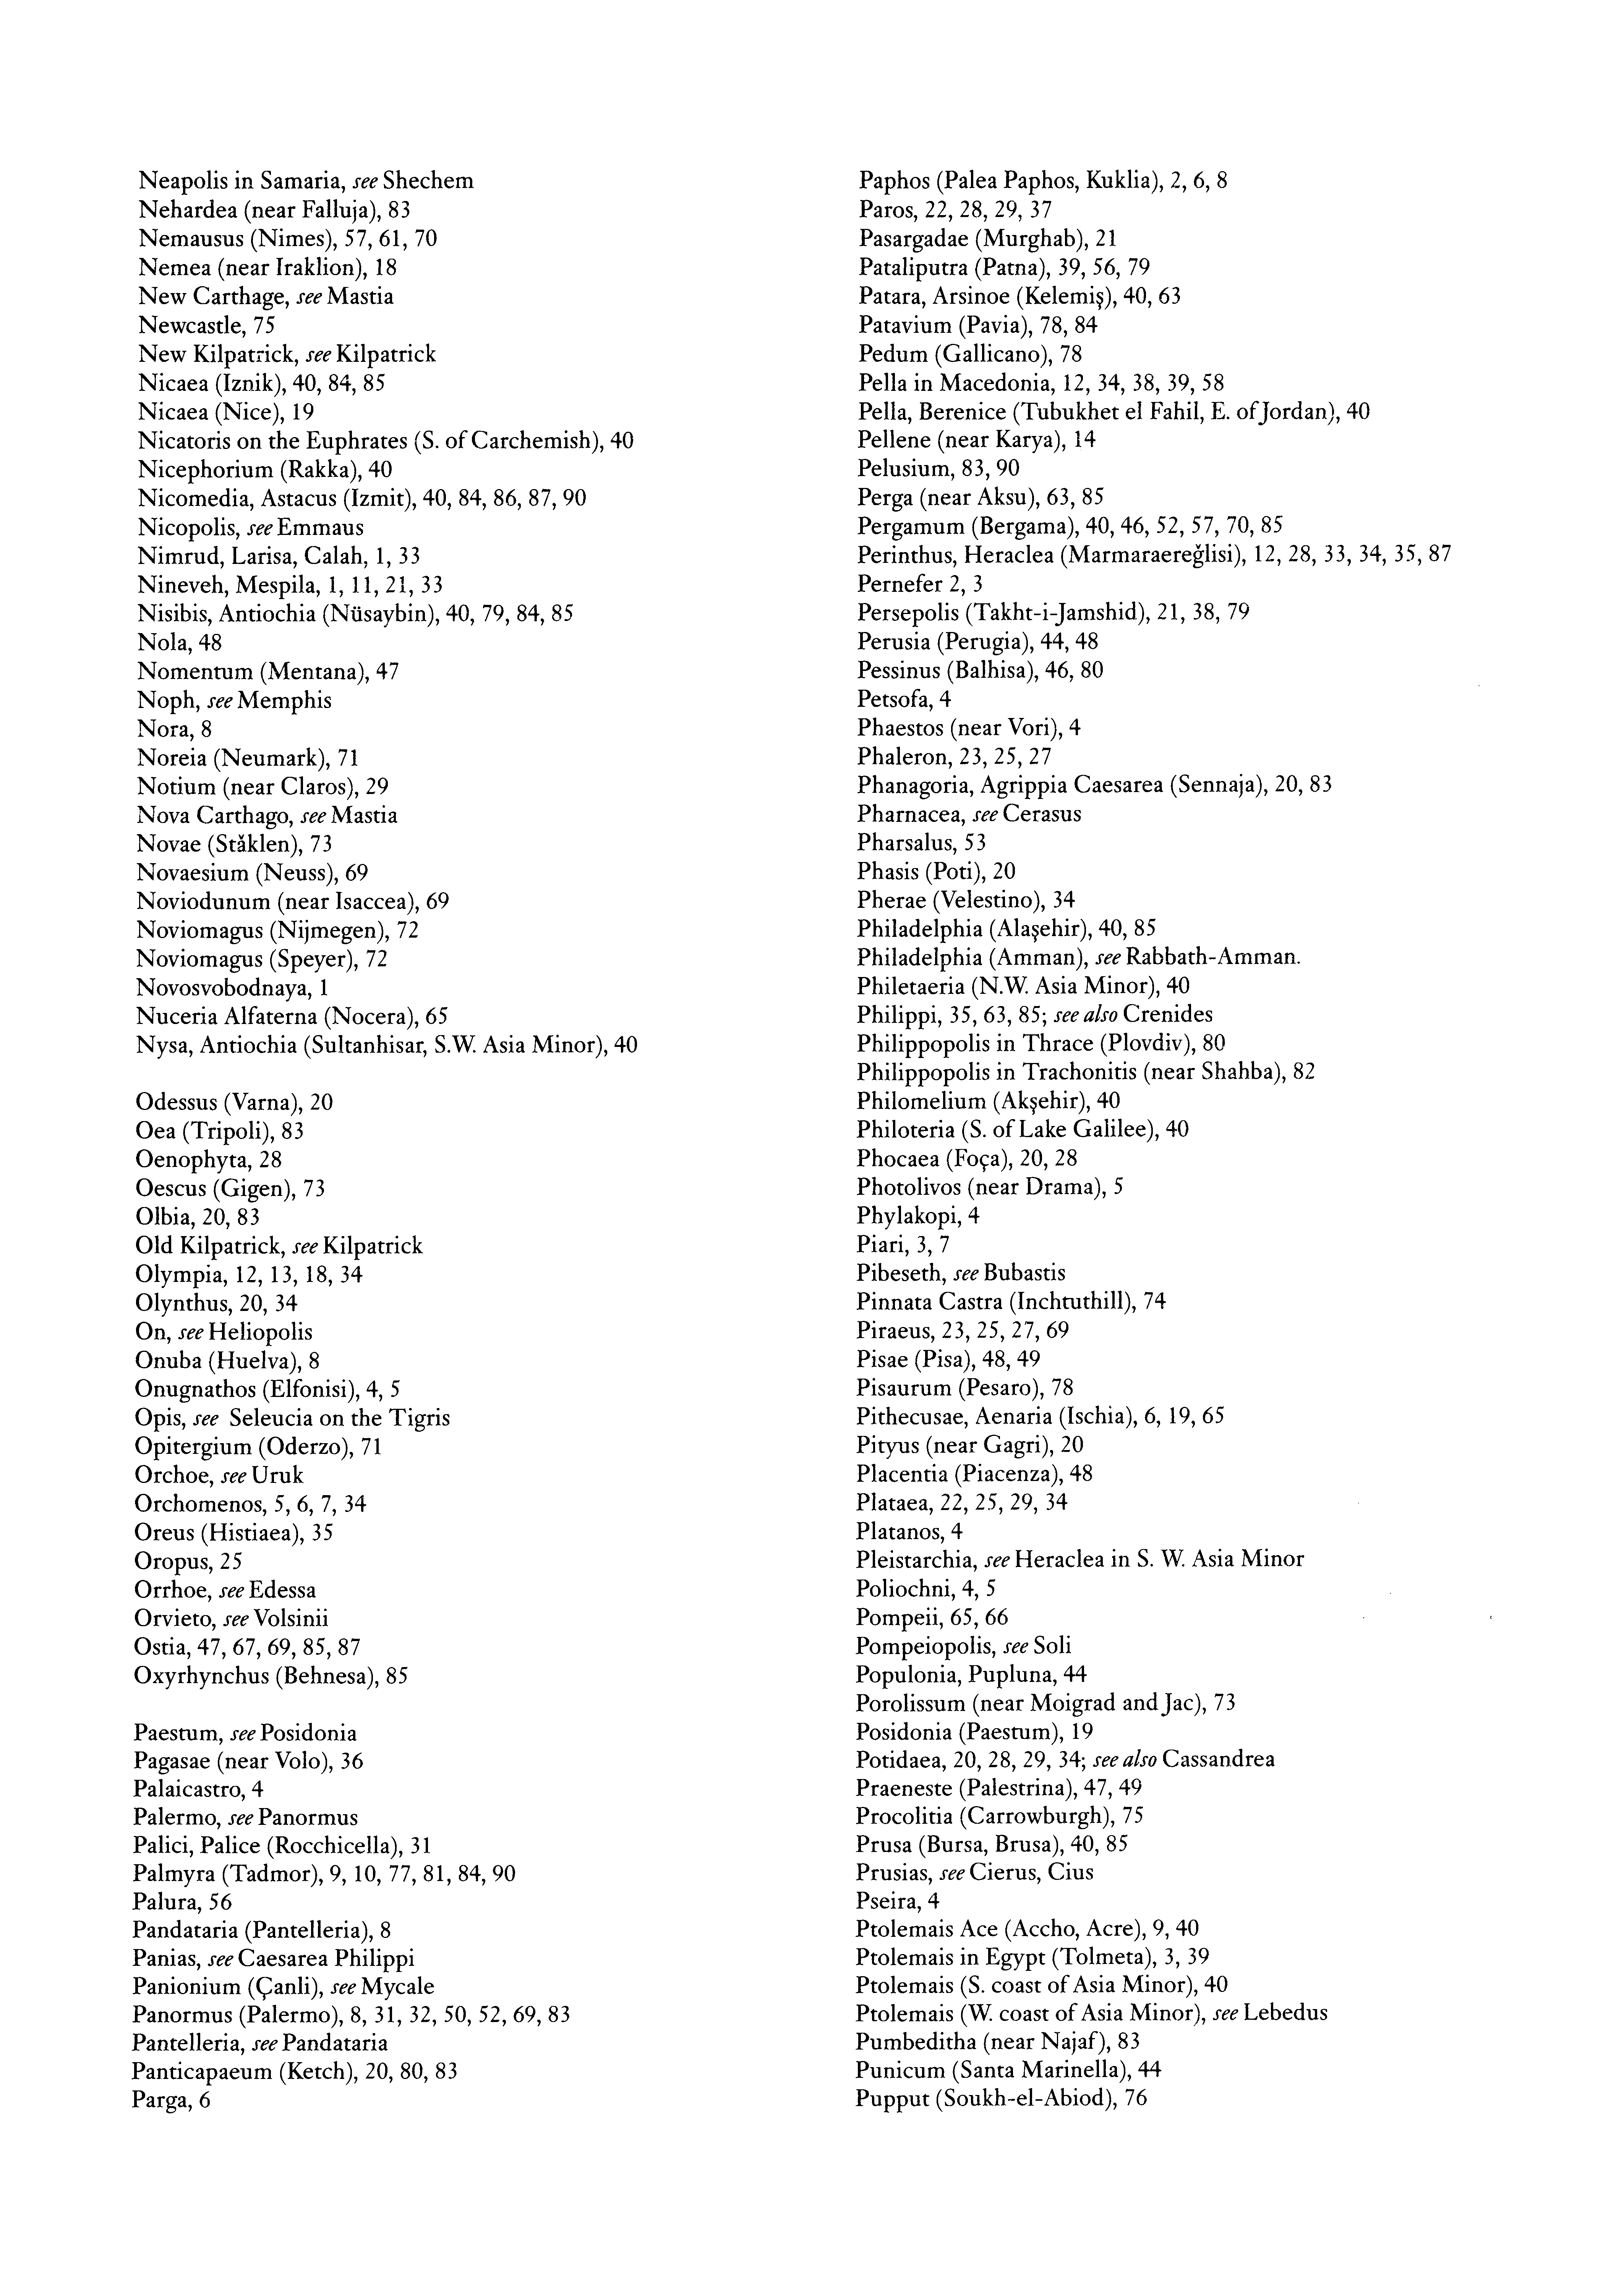 Neapolis in Samaria, see Shechem
Nehardea (near Falluja), 83
Nemausus (Nimes), 57, 61, 70
Nemea (near Iraklion), 18
New Carthage, see Mastia
Newcastle, 75
New Kilpatrick, see Kilpatrick
Nicaea (Iznik), 40, 84, 85
Nicaea (Nice), 19
Nicatoris on the Euphrates (S. of Carchemish), 40
Nicephorium (Rakka), 40
Nicomedia, Astacus (Izmit), 40, 84, 86, 87, 90
Nicopolis, see Emmaus
Nimrud, Larisa, Calah, 1, 33
Nineveh, Mespila, 1, 11, 21, 33
Nisibis, Antiochia (Nüsaybin), 40, 79, 84, 85
Nola, 48
Nomentum (Mentana), 47
Noph, see Memphis
Nora, 8
Noreia (Neumark), 71
Notium (near Claros), 29
Nova Carthago, see Mastia
Novae (Stăklen), 73
Novaesium (Neuss), 69
Noviodunum (near Isaccea), 69
Noviomagus (Nijmegen), 72
Noviomagus (Speyer), 72
Novosvobodnaya, 1
Nuceria Alfaterna (Nocera), 65
Nysa, Antiochia (Sultanhisar, S.W. Asia Minor), 40
Odessus (Varna), 20
Oea (Tripoli), 83
Oenophyta, 28
Oescus (Gigen), 73
Olbia, 20, 83
Old Kilpatrick, see Kilpatrick
Olympia, 12, 13, 18, 34
Olynthus, 20, 34
On, see Heliopolis
Onuba (Huelva), 8
Onugnathos (Elfonisi), 4, 5
Opis, see Seleucia on the Tigris
Opitergium (Oderzo), 71
Orchoe, see Uruk
Orchomenos, 5, 6, 7, 34
Oreus (Histiaea), 35
Oropus, 25
Orrhoe, see Edessa
Orvieto, see Volsinii
Ostia, 47, 67, 69, 85, 87
Oxyrhynchus (Behnesa), 85
Paestum, see Posidonia
Pagasae (near Volo), 36
Palaicastro, 4
Palermo, see Panormus
Palici, Palice (Rocchicella), 31
Palmyra (Tadmor), 9, 10, 77, 81, 84, 90
Palura, 56
Pandataria (Pantelleria), 8
Panias, see Caesarea Philippi
Panionium (Çanli), see Mycale
Panormus (Palermo), 8, 31, 32, 50, 52, 69, 83
Pantelleria, see Pandataria
Panticapaeum (Ketch), 20, 80, 83
Parga, 6
Paphos (Palea Paphos, Kuklia), 2, 6, 8
Paros, 22, 28, 29, 37
Pasargadae (Murghab), 21
Pataliputra (Patna), 39, 56, 79
Patara, Arsinoe (Kelemiş), 40, 63
Patavium (Pavia), 78, 84
Pedum (Gallicano), 78
Pella in Macedonia, 12, 34, 38, 39, 58
Pella, Berenice (Tubukhet el Fahil, E. of Jordan), 40
Pellene (near Karya), 14
Pelusium, 83, 90
Perga (near Aksu), 63, 85
Pergamum (Bergama), 40, 46, 52, 57, 70, 85
Perinthus, Heraclea (Marmaraereğlisi), 12, 28, 33, 34, 35, 87
Pernefer 2, 3
Persepolis (Takht-i-Jamshid), 21, 38, 79
Perusia (Perugia), 44, 48
Pessinus (Balhisa), 46, 80
Petsofa, 4
Phaestos (near Vori), 4
Phaleron, 23, 25, 27
Phanagoria, Agrippia Caesarea (Sennaja), 20, 83
Pharnacea, see Cerasus
Pharsalus, 53
Phasis (Poti), 20
Pherae (Velestino), 34
Philadelphia (Alaşehir), 40, 85
Philadelphia (Amman), see Rabbath-Amman.
Philetaeria (N.W. Asia Minor), 40
Philippi, 35, 63, 85; see also Crenides
Philippopolis in Thrace (Plovdiv), 80
Philippopolis in Trachonitis (near Shahba), 82
Philomelium (Akşehir), 40
Philoteria (S. of Lake Galilee), 40
Phocaea (Foça), 20, 28
Photolivos (near Drama), 5
Phylakopi, 4
Piari, 3, 7
Pibeseth, see Bubastis
Pinnata Castra (Inchtuthill), 74
Piraeus, 23, 25, 27, 69
Pisae (Pisa), 48, 49
Pisaurum (Pesaro), 78
Pithecusae, Aenaria (Ischia), 6, 19, 65
Pityus (near Gagri), 20
Placentia (Piacenza), 48
Plataea, 22, 25, 29, 34
Platanos, 4
Pleistarchia, see Heraclea in S. W. Asia Minor
Poliochni, 4, 5
Pompeii, 65, 66
Pompeiopolis, see Soli
Populonia, Pupluna, 44
Porolissum (near Moigrad and Jac), 73
Posidonia (Paestum), 19
Potidaea, 20, 28, 29, 34; see also Cassandrea
Praeneste (Palestrina), 47, 49
Procolitia (Carrowburgh), 75
Prusa (Bursa, Brusa), 40, 85
Prusias, see Cierus, Cius
Pseira, 4
Ptolemais Ace (Accho, Acre), 9, 40
Ptolemais in Egypt (Tolmeta), 3, 39
Ptolemais (S. coast of Asia Minor), 40
Ptolemais (W. coast of Asia Minor), see Lebedus
Pumbeditha (near Najaf), 83
Punicum (Santa Marinella), 44
Pupput (Soukh-el-Abiod), 76